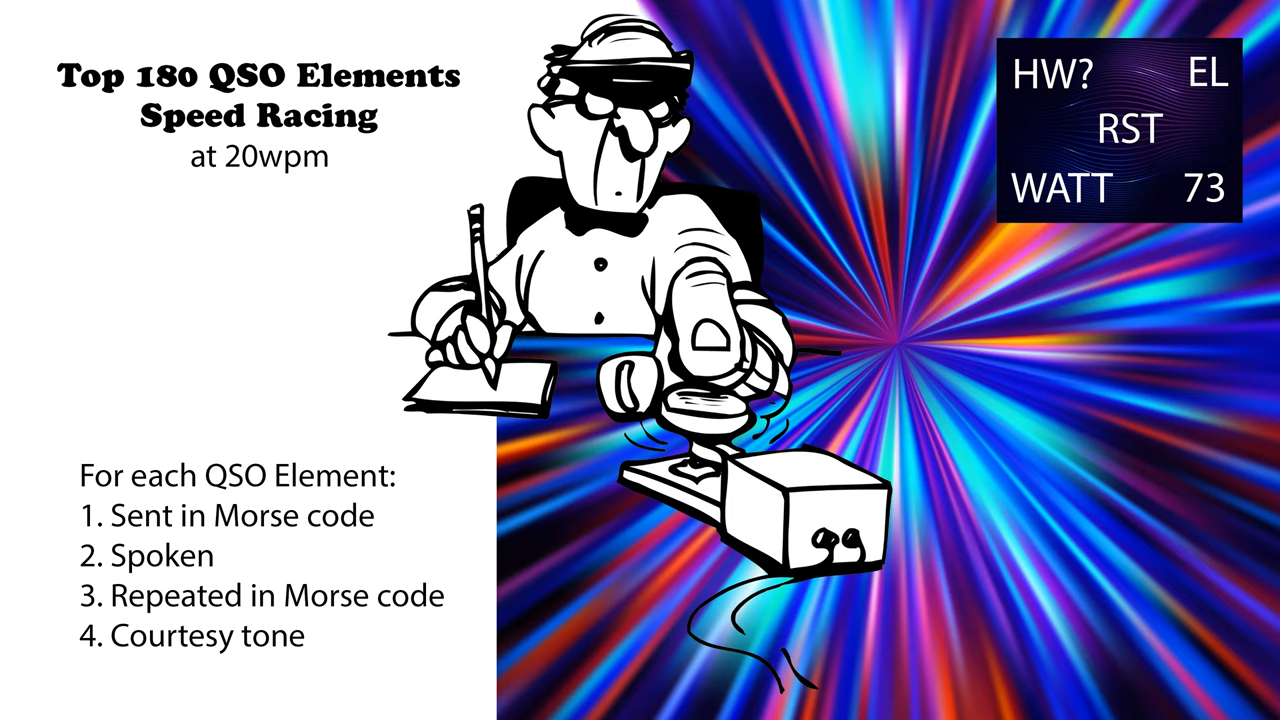 Top 180 QSO Elements
Speed Racing
at 20wpm
HW? EL
RST
WATT 73
For each QSO Element:
1. Sent in Morse code
2. Spoken
3. Repeated in Morse code
4. Courtesy tone